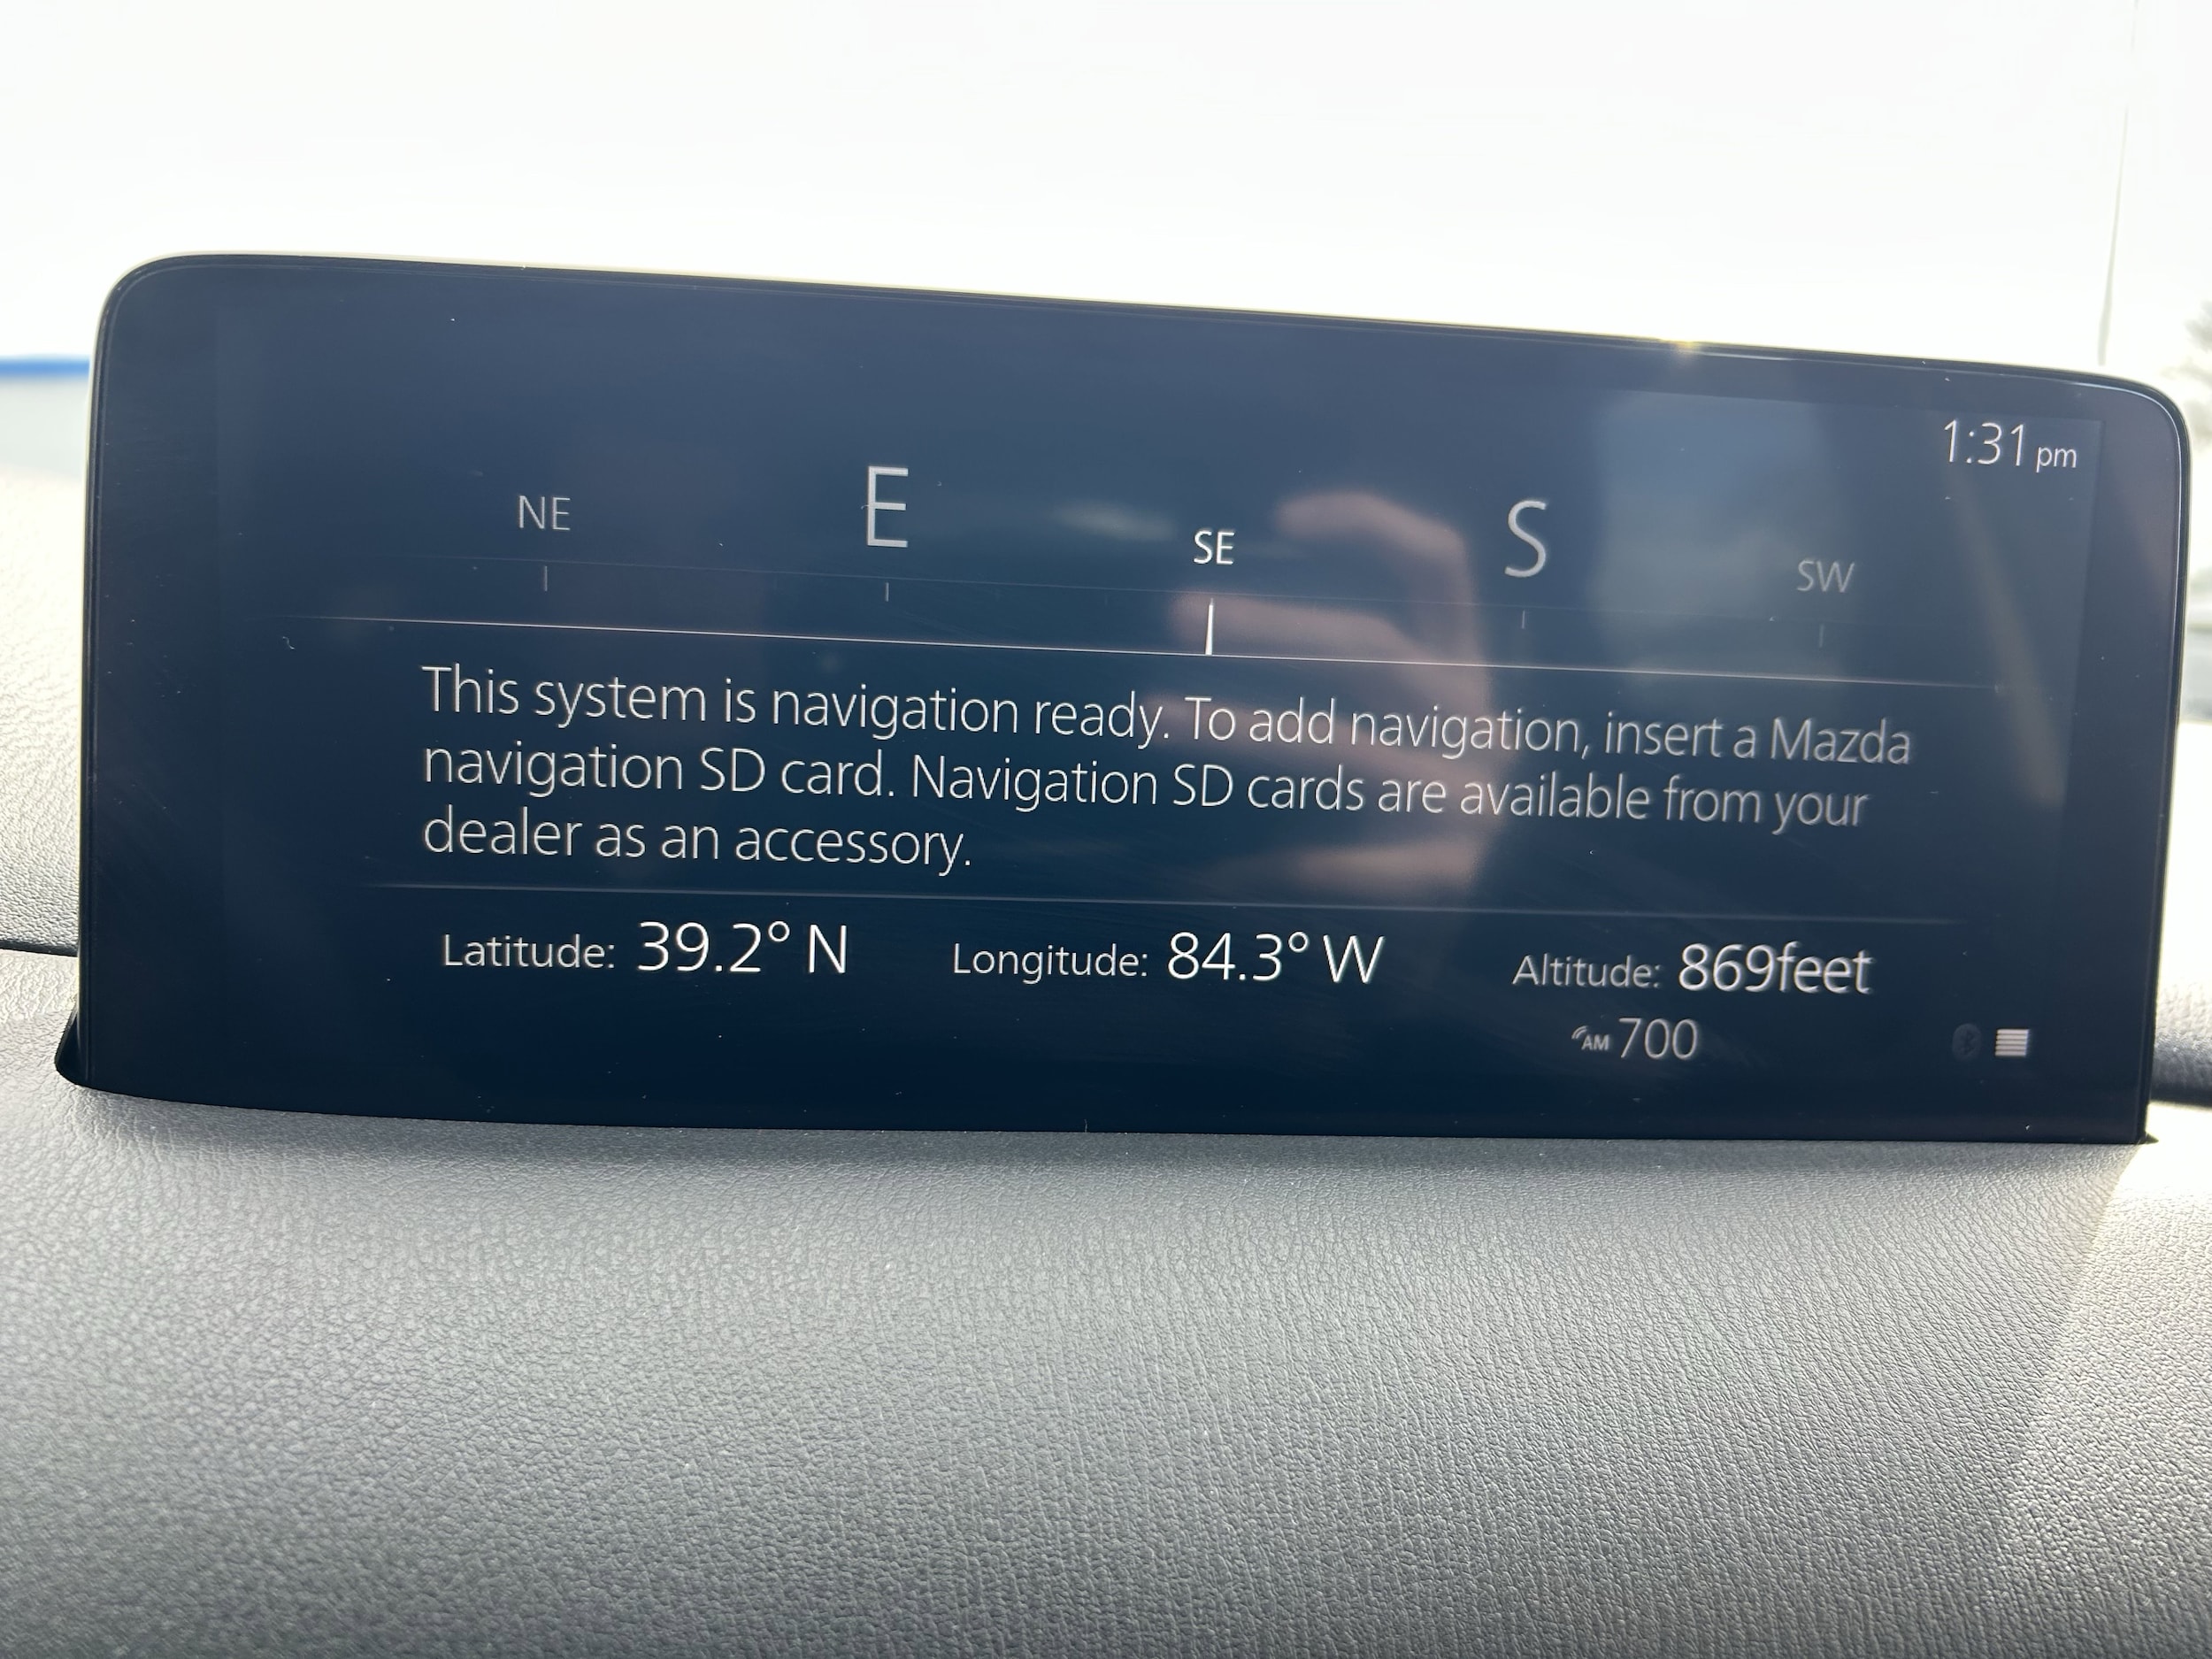 1:31 pm
NE E SE S SW
This system is navigation ready. To add navigation, insert a Mazda
navigation SD card. Navigation SD cards are available from your
dealer as an accessory.
Latitude: 39.2° N Longitude: 84.3° W Altitude: 869feet
AM 700